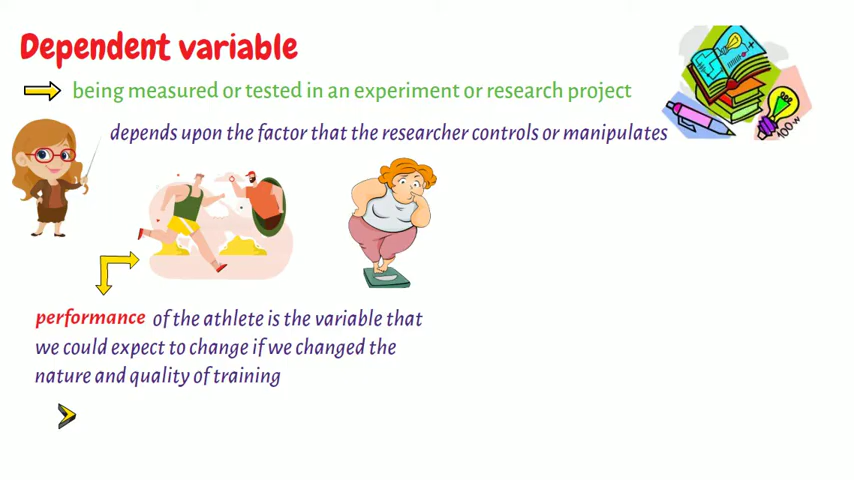 Dependent variable
being measured or tested in an experiment or research project
depends upon the factor that the researcher controls or manipulates
100 w
performance of the athlete is the variable that
we could expect to change if we changed the
nature and quality of training